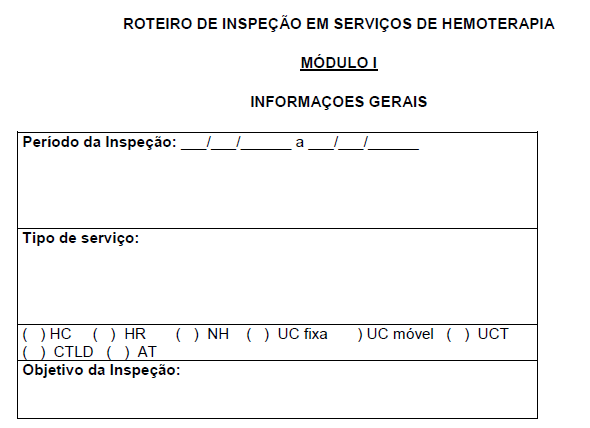 ROTEIRO DE INSPEÇÃO EM SERVIÇOS DE HEMOTERAPIA
MÓDULO I
INFORMAÇOES GERAIS
Período da Inspeção: ___/___/______ a ___/___/______
Tipo de serviço:
( ) HC ( ) HR ( ) NH ( ) UC fixa ) UC móvel ( ) UCT
( ) CTLD ( ) AT
Objetivo da Inspeção: